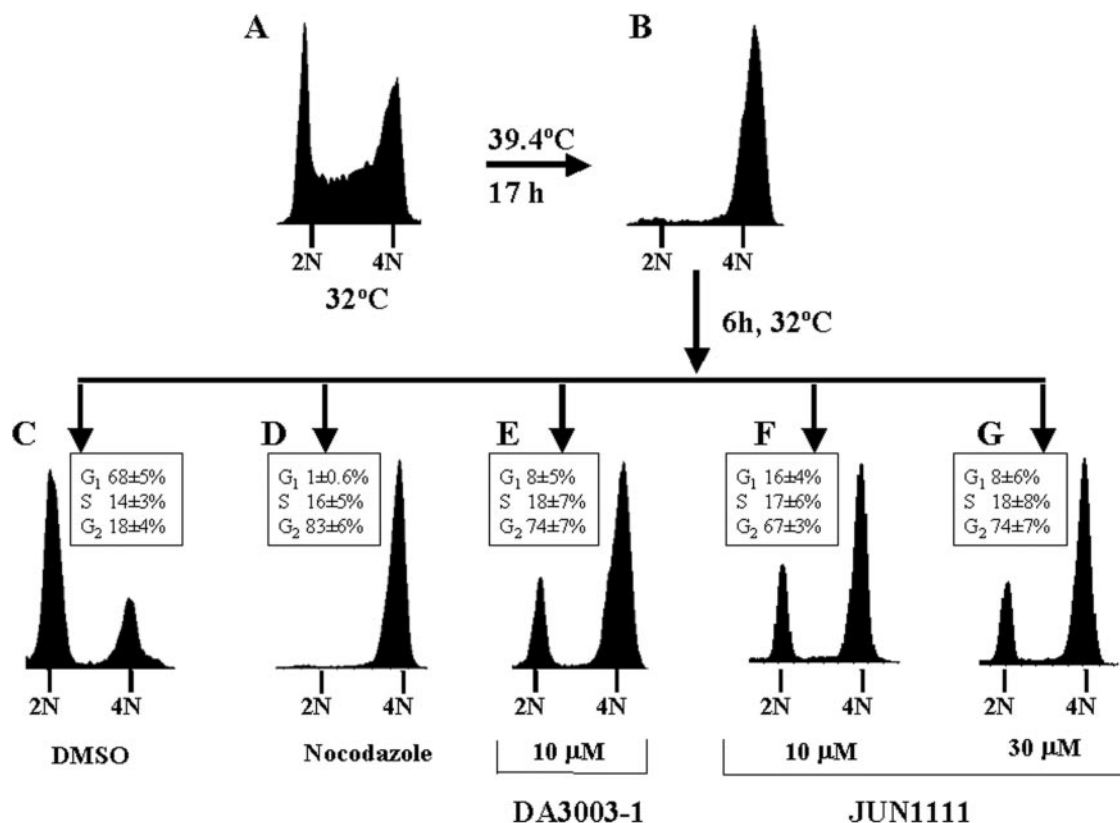 A
B
39.4°C
17 h
2N 4N
32°C
2N 4N
6h, 32°C
C
G1 68±5%
S 14±3%
G2 18±4%
D
G1 1±0.6%
S 16±5%
G2 83±6%
E
G1 8±5%
S 18±7%
G2 74±7%
F
G1 16±4%
S 17±6%
G2 67±3%
G
G1 8±6%
S 18±8%
G2 74±7%
2N 4N
2N 4N
2N 4N
2N 4N
2N 4N
DMSO
Nocodazole
10 μM
10 μM
30 μM
DA3003-1
JUN1111